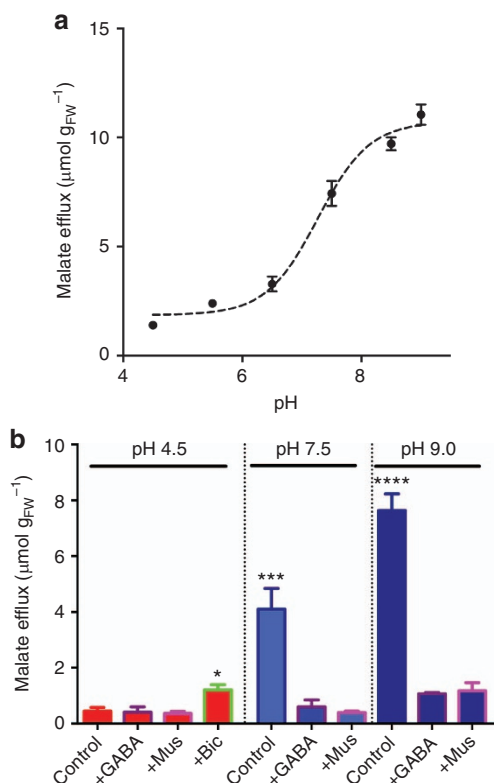 a
Malate efflux (µmol g_FW⁻¹)
15
10
5
0
4
6
8
pH
b
Malate efflux (µmol g_FW⁻¹)
10
8
6
4
2
0
pH 4.5
pH 7.5
pH 9.0
*
***
****
Control
+GABA
+Mus
+Bic
Control
+GABA
+Mus
Control
+GABA
+Mus